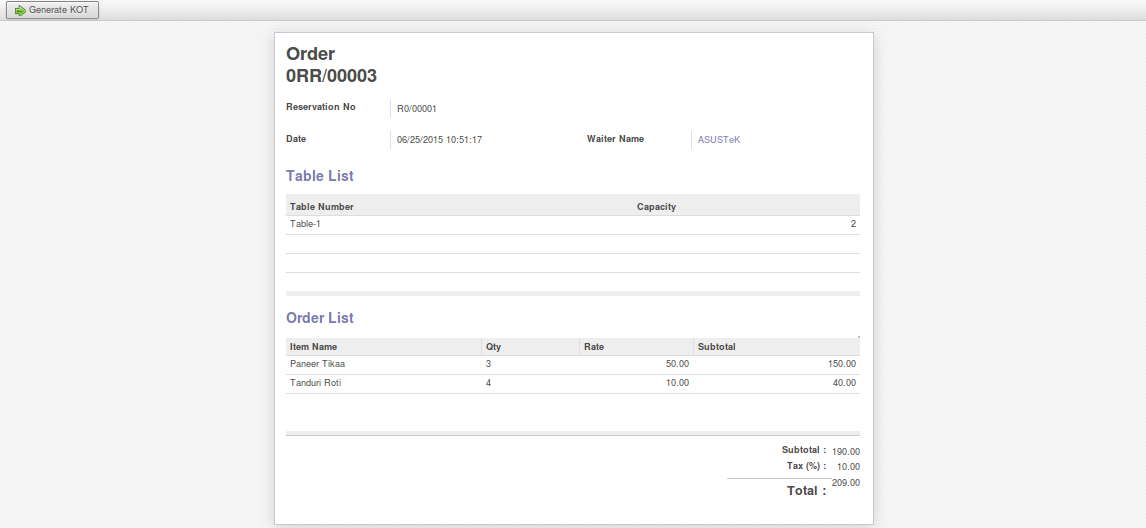 Generate KOT
Order
0RR/00003
Reservation No R0/00001
Date 06/25/2015 10:51:17 Waiter Name ASUSTeK
Table List
Table Number Capacity
Table-1 2
Order List
Item Name Qty Rate Subtotal
Paneer Tikaa 3 50.00 150.00
Tanduri Roti 4 10.00 40.00
Subtotal : 190.00
Tax (%) : 10.00
Total : 209.00